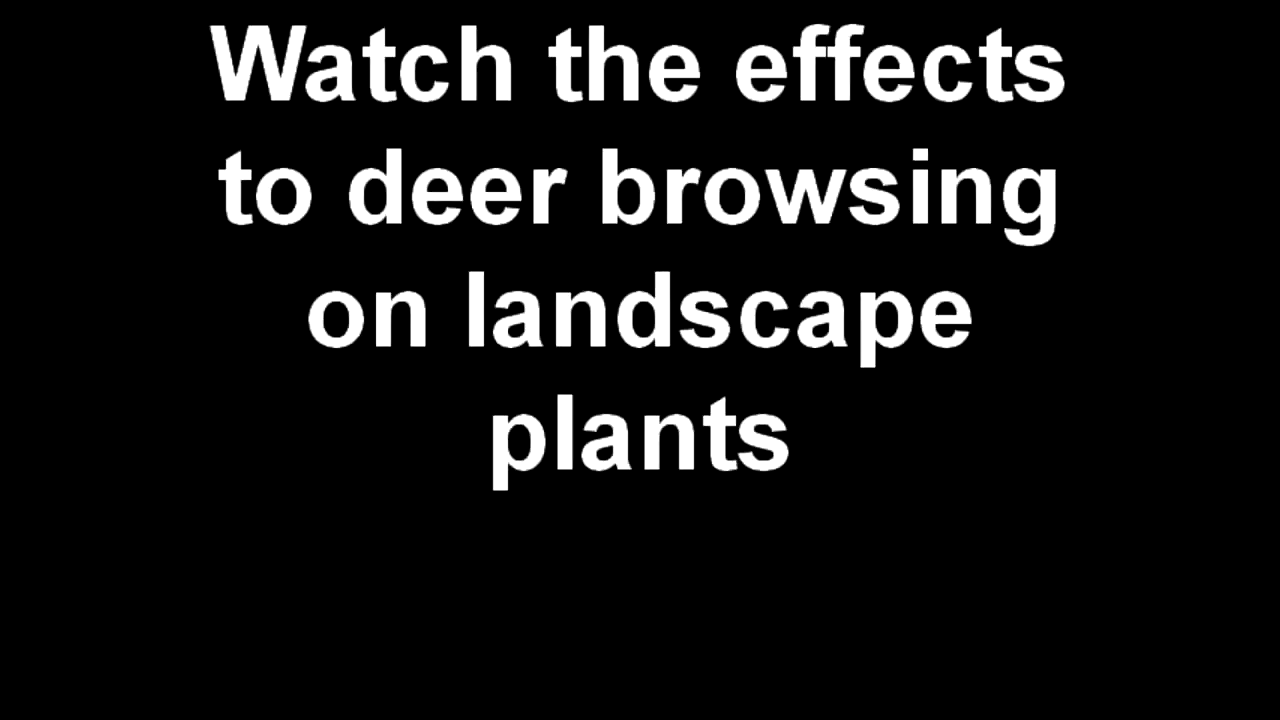 Watch the effects
to deer browsing
on landscape
plants